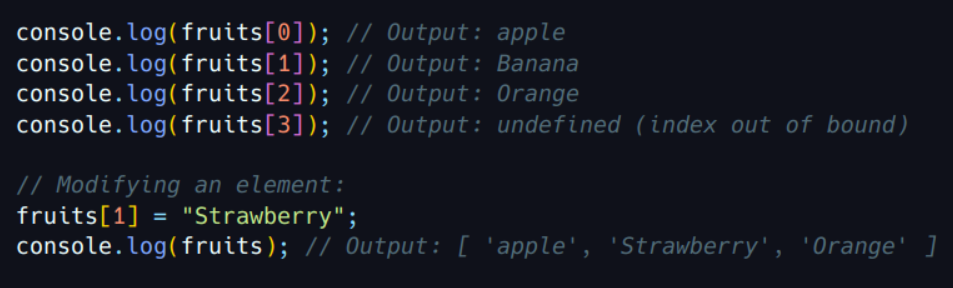 console.log(fruits[0]); // Output: apple
console.log(fruits[1]); // Output: Banana
console.log(fruits[2]); // Output: Orange
console.log(fruits[3]); // Output: undefined (index out of bound)
// Modifying an element:
fruits[1] = "Strawberry";
console.log(fruits); // Output: [ 'apple', 'Strawberry', 'Orange' ]